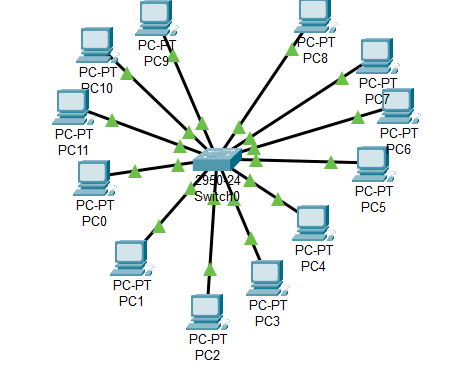 PC-PT
PC9
PC-PT
PC8
PC-PT
PC10
PC-PT
PC7
PC-PT
PC11
PC-PT
PC6
2950-24
Switch0
PC-PT
PC0
PC-PT
PC5
PC-PT
PC4
PC-PT
PC1
PC-PT
PC3
PC-PT
PC2